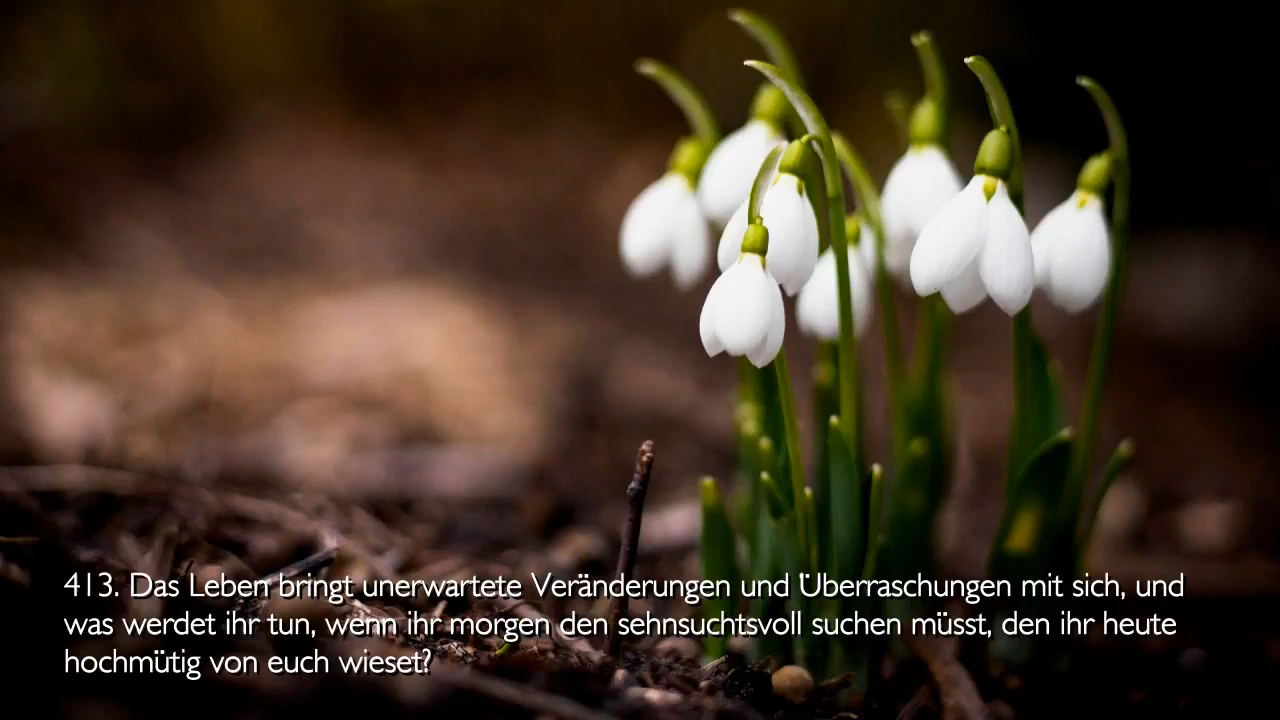 413. Das Leben bringt unerwartete Veränderungen und Überraschungen mit sich, und
was werdet ihr tun, wenn ihr morgen den sehnsuchtsvoll suchen müsst, den ihr heute
hochmütig von euch wieset?